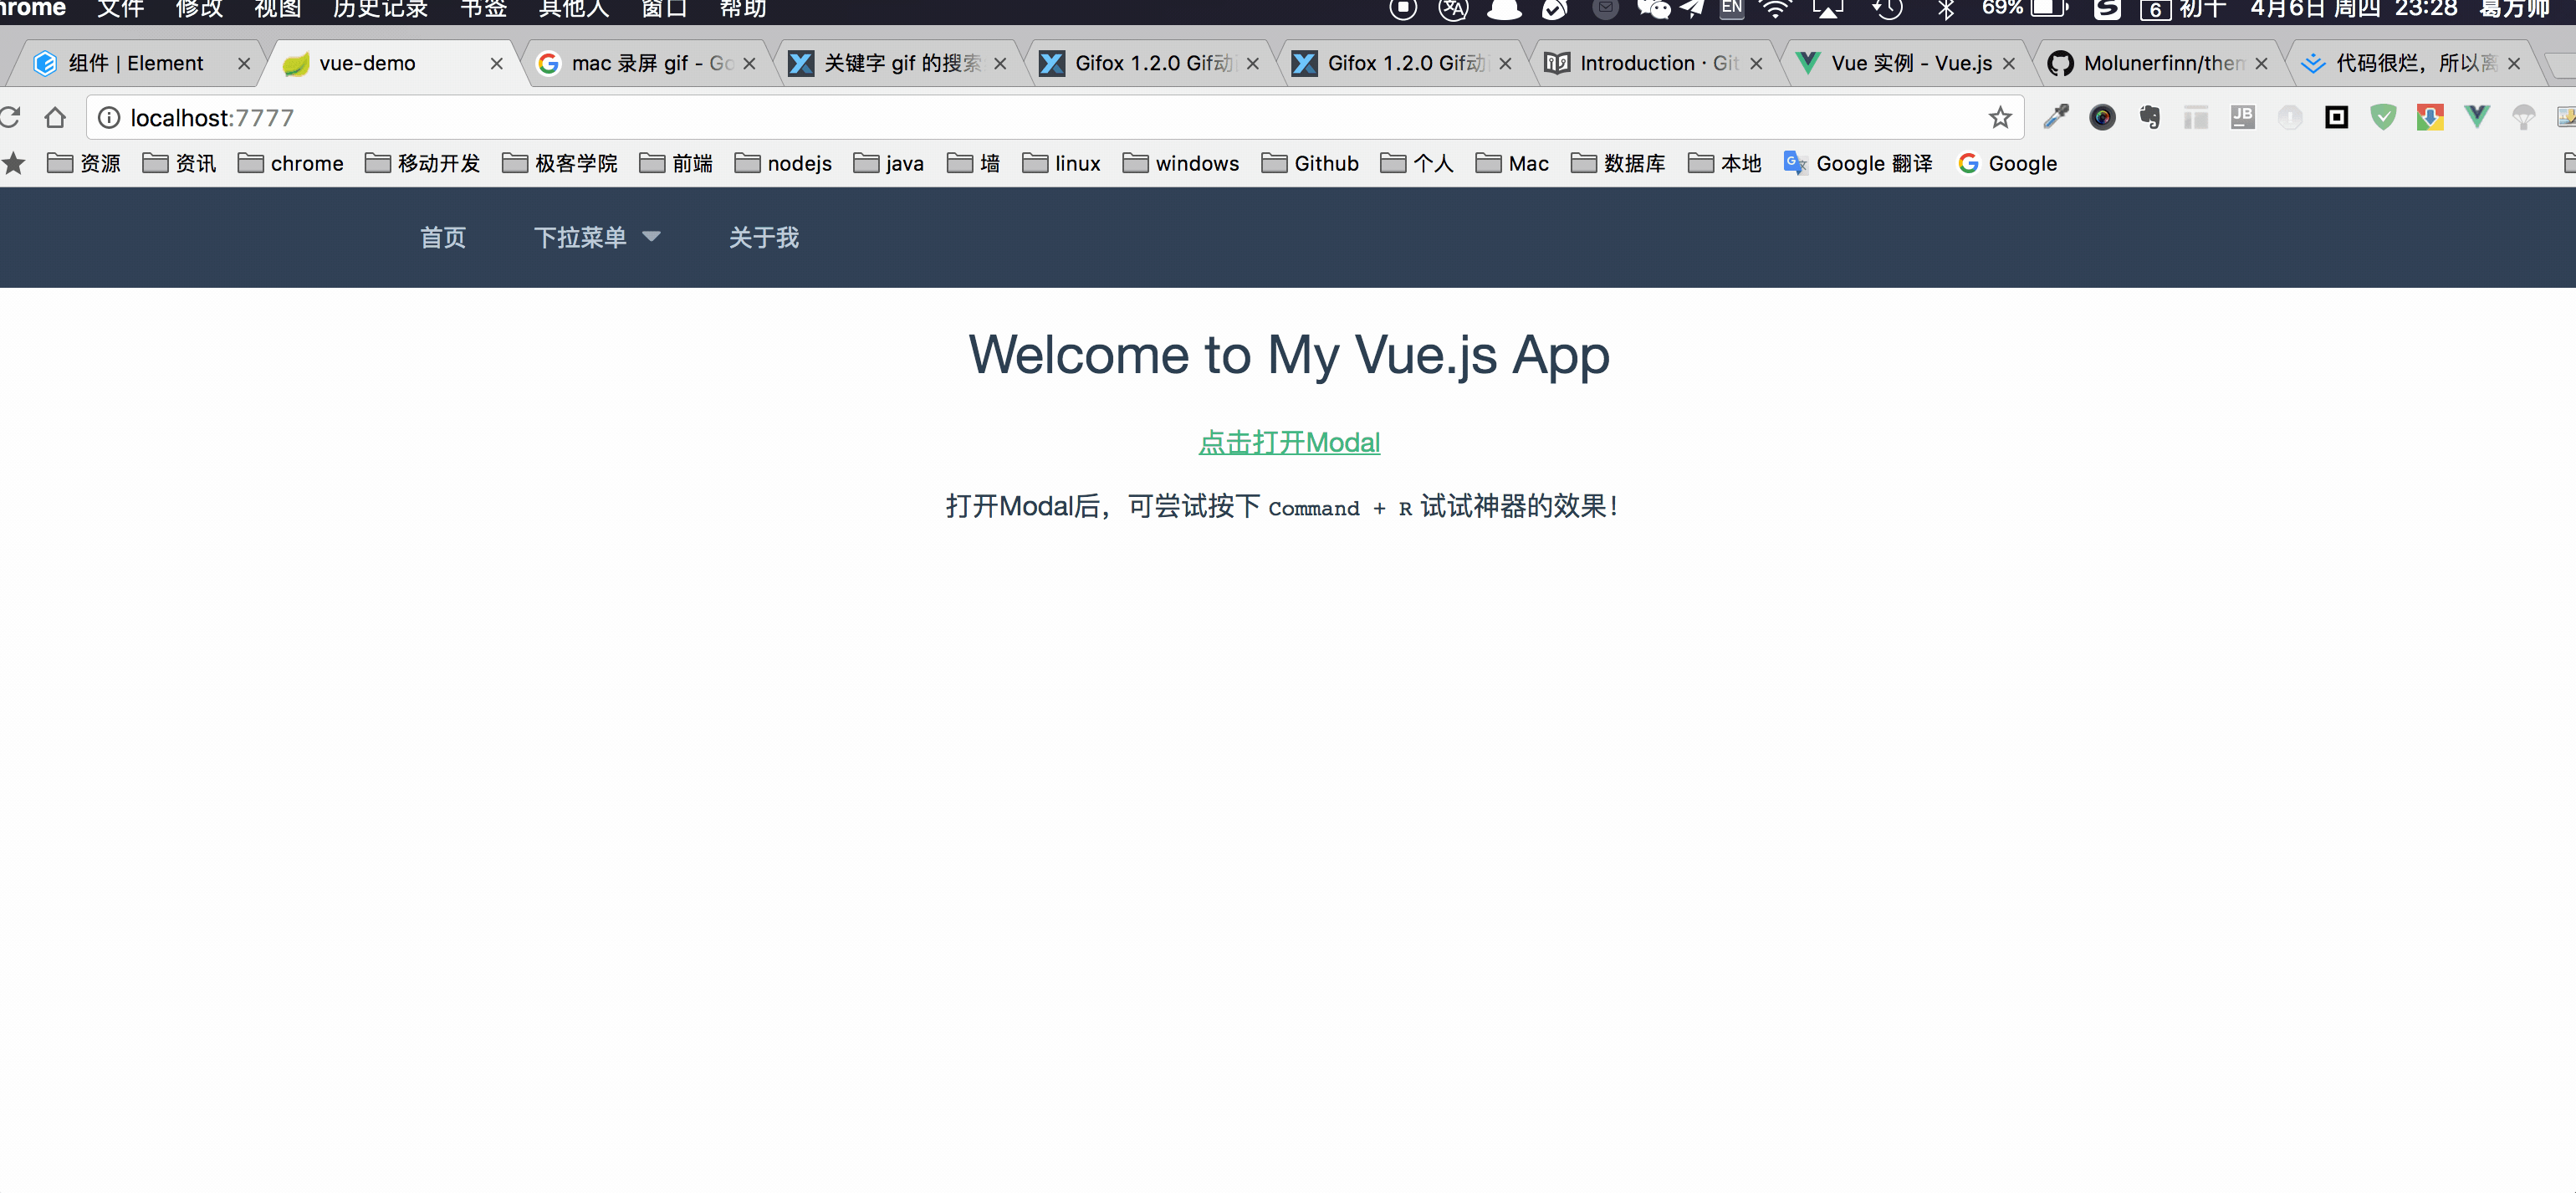 hrome 文件 修改 视图 历史记录 书签 其他人 窗口 帮助 EN 69% 6 初十 4月6日 周四 23:28 葛方帅
组件 | Element vue-demo mac 录屏 gif - Go 关键字 gif 的搜索 Gifox 1.2.0 Gif动 Gifox 1.2.0 Gif动 Introduction · Git Vue 实例 - Vue.js Molunerfinn/them 代码很烂，所以离
localhost:7777 JB
资源 资讯 chrome 移动开发 极客学院 前端 nodejs java 墙 linux windows Github 个人 Mac 数据库 本地 Google 翻译 Google
首页 下拉菜单 关于我
Welcome to My Vue.js App
点击打开Modal
打开Modal后，可尝试按下 Command + R 试试神器的效果！